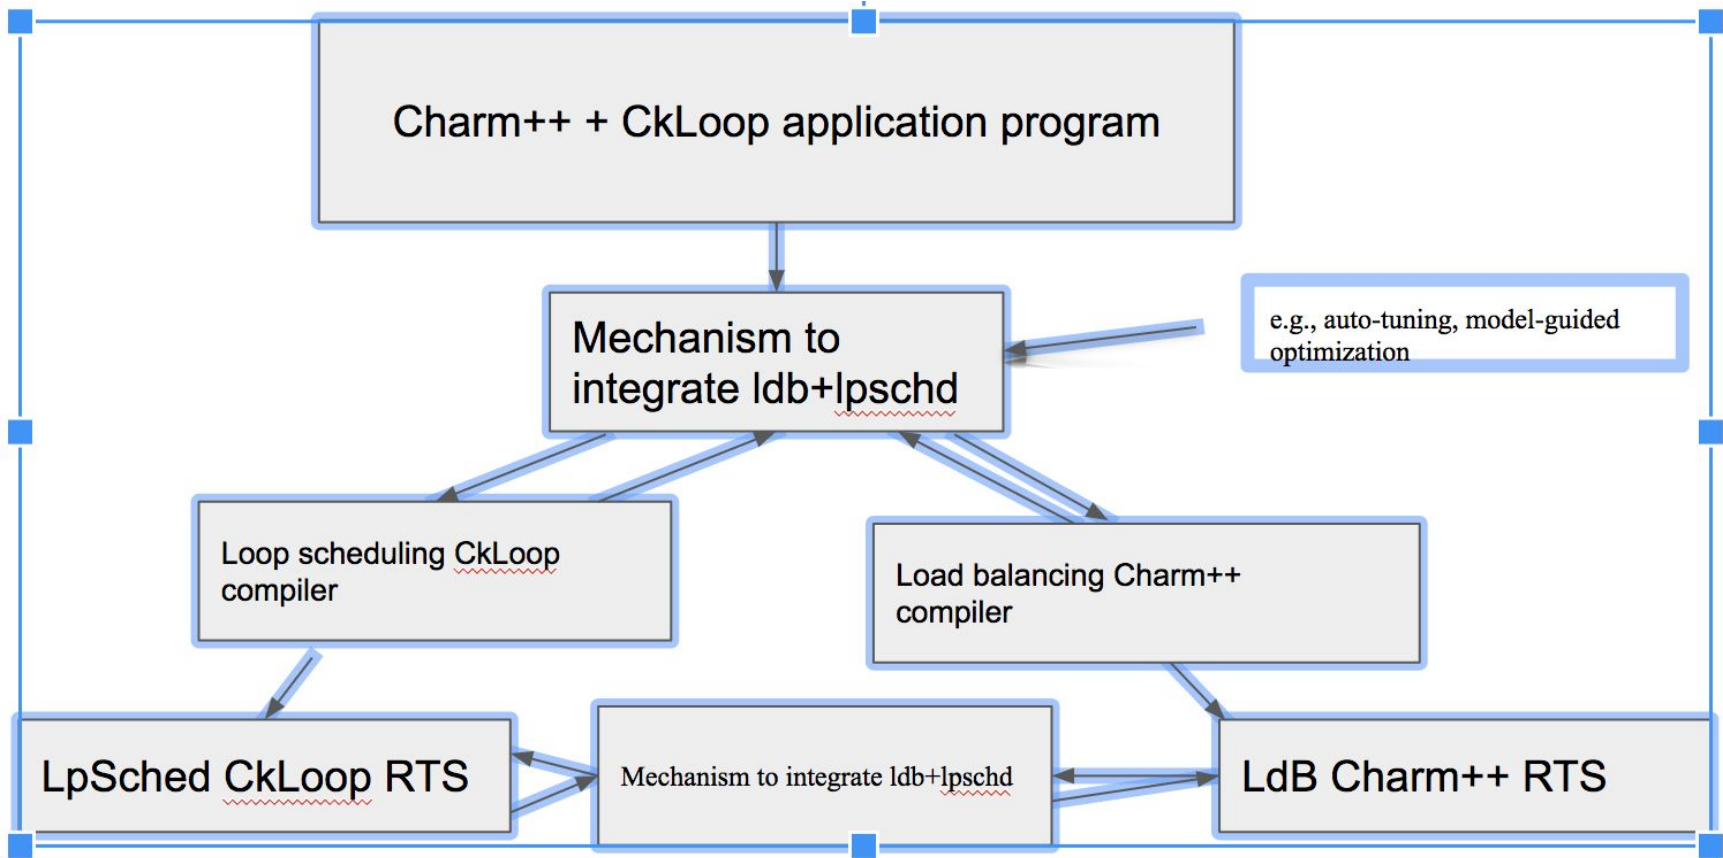 Charm++ + CkLoop application program
Mechanism to
integrate ldb+lpschd
e.g., auto-tuning, model-guided
optimization
Loop scheduling CkLoop
compiler
Load balancing Charm++
compiler
LpSched CkLoop RTS
Mechanism to integrate ldb+lpschd
LdB Charm++ RTS